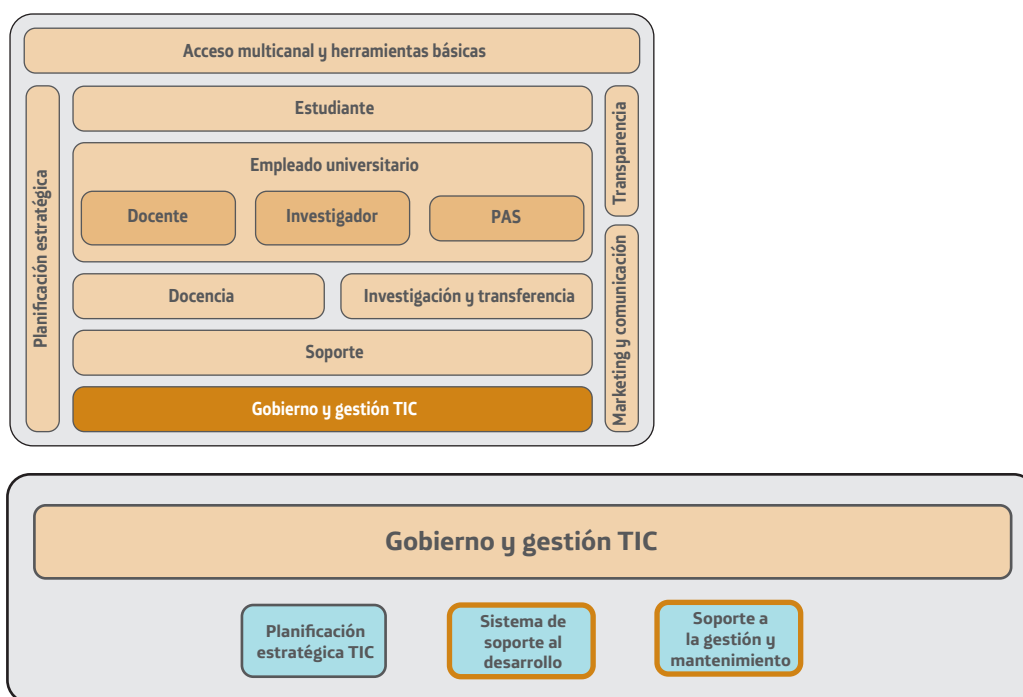 Acceso multicanal y herramientas básicas
Planificación estratégica
Estudiante
Transparencia
Empleado universitario
Docente
Investigador
PAS
Marketing y comunicación
Docencia
Investigación y transferencia
Soporte
Gobierno y gestión TIC
Gobierno y gestión TIC
Planificación
estratégica TIC
Sistema de
soporte al
desarrollo
Soporte a
la gestión y
mantenimiento